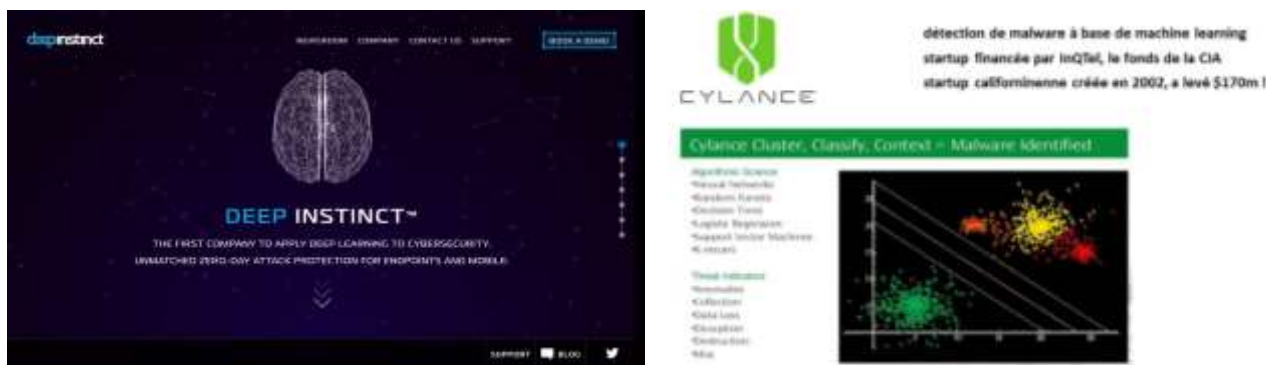 deepinstinct
NEWSROOM COMPANY CONTACT US SUPPORT BOOK A DEMO
DEEP INSTINCT™
THE FIRST COMPANY TO APPLY DEEP LEARNING TO CYBERSECURITY.
UNMATCHED ZERO-DAY ATTACK PROTECTION FOR ENDPOINTS AND MOBILE.
SUPPORT BLOG
CYLANCE
détection de malware à base de machine learning
startup financée par InQTel, le fonds de la CIA
startup californinenne créée en 2002, a levé $170m !
Cylance Cluster, Classify, Context – Malware Identified
Algorithmic Science
•Neural Networks
•Random Forests
•Decision Trees
•Logistic Regression
•Support Vector Machines
•K-means
Threat Indicators
•Anomalies
•Collection
•Data Loss
•Deception
•Destruction
•Misc